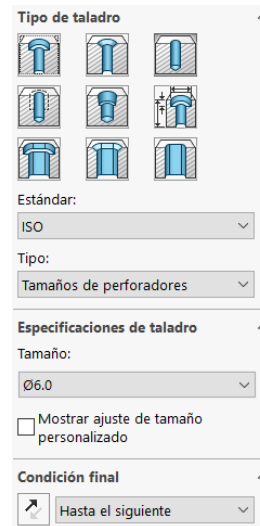 Tipo de taladro
Estándar:
ISO
Tipo:
Tamaños de perforadores
Especificaciones de taladro
Tamaño:
Ø6.0
Mostrar ajuste de tamaño
personalizado
Condición final
Hasta el siguiente